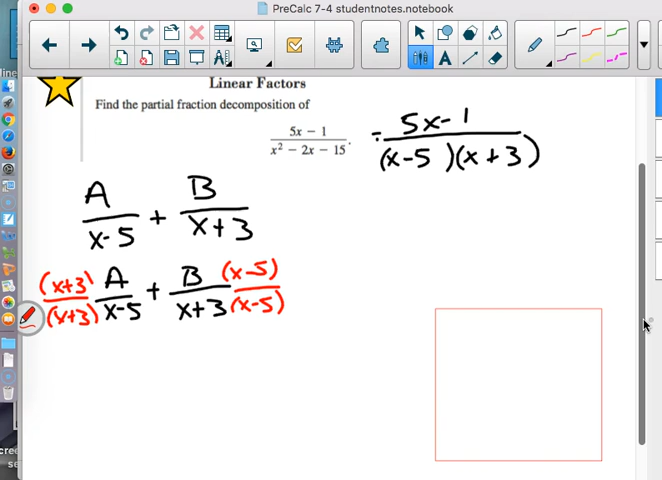 PreCalc 7-4 studentnotes.notebook
Linear Factors
Find the partial fraction decomposition of
5x − 1
x² − 2x − 15 .
= 5x-1
(x-5)(x+3)
A B
x-5 + x+3
(x+3) A B (x-5)
(x+3) x-5 + x+3 (x-5)